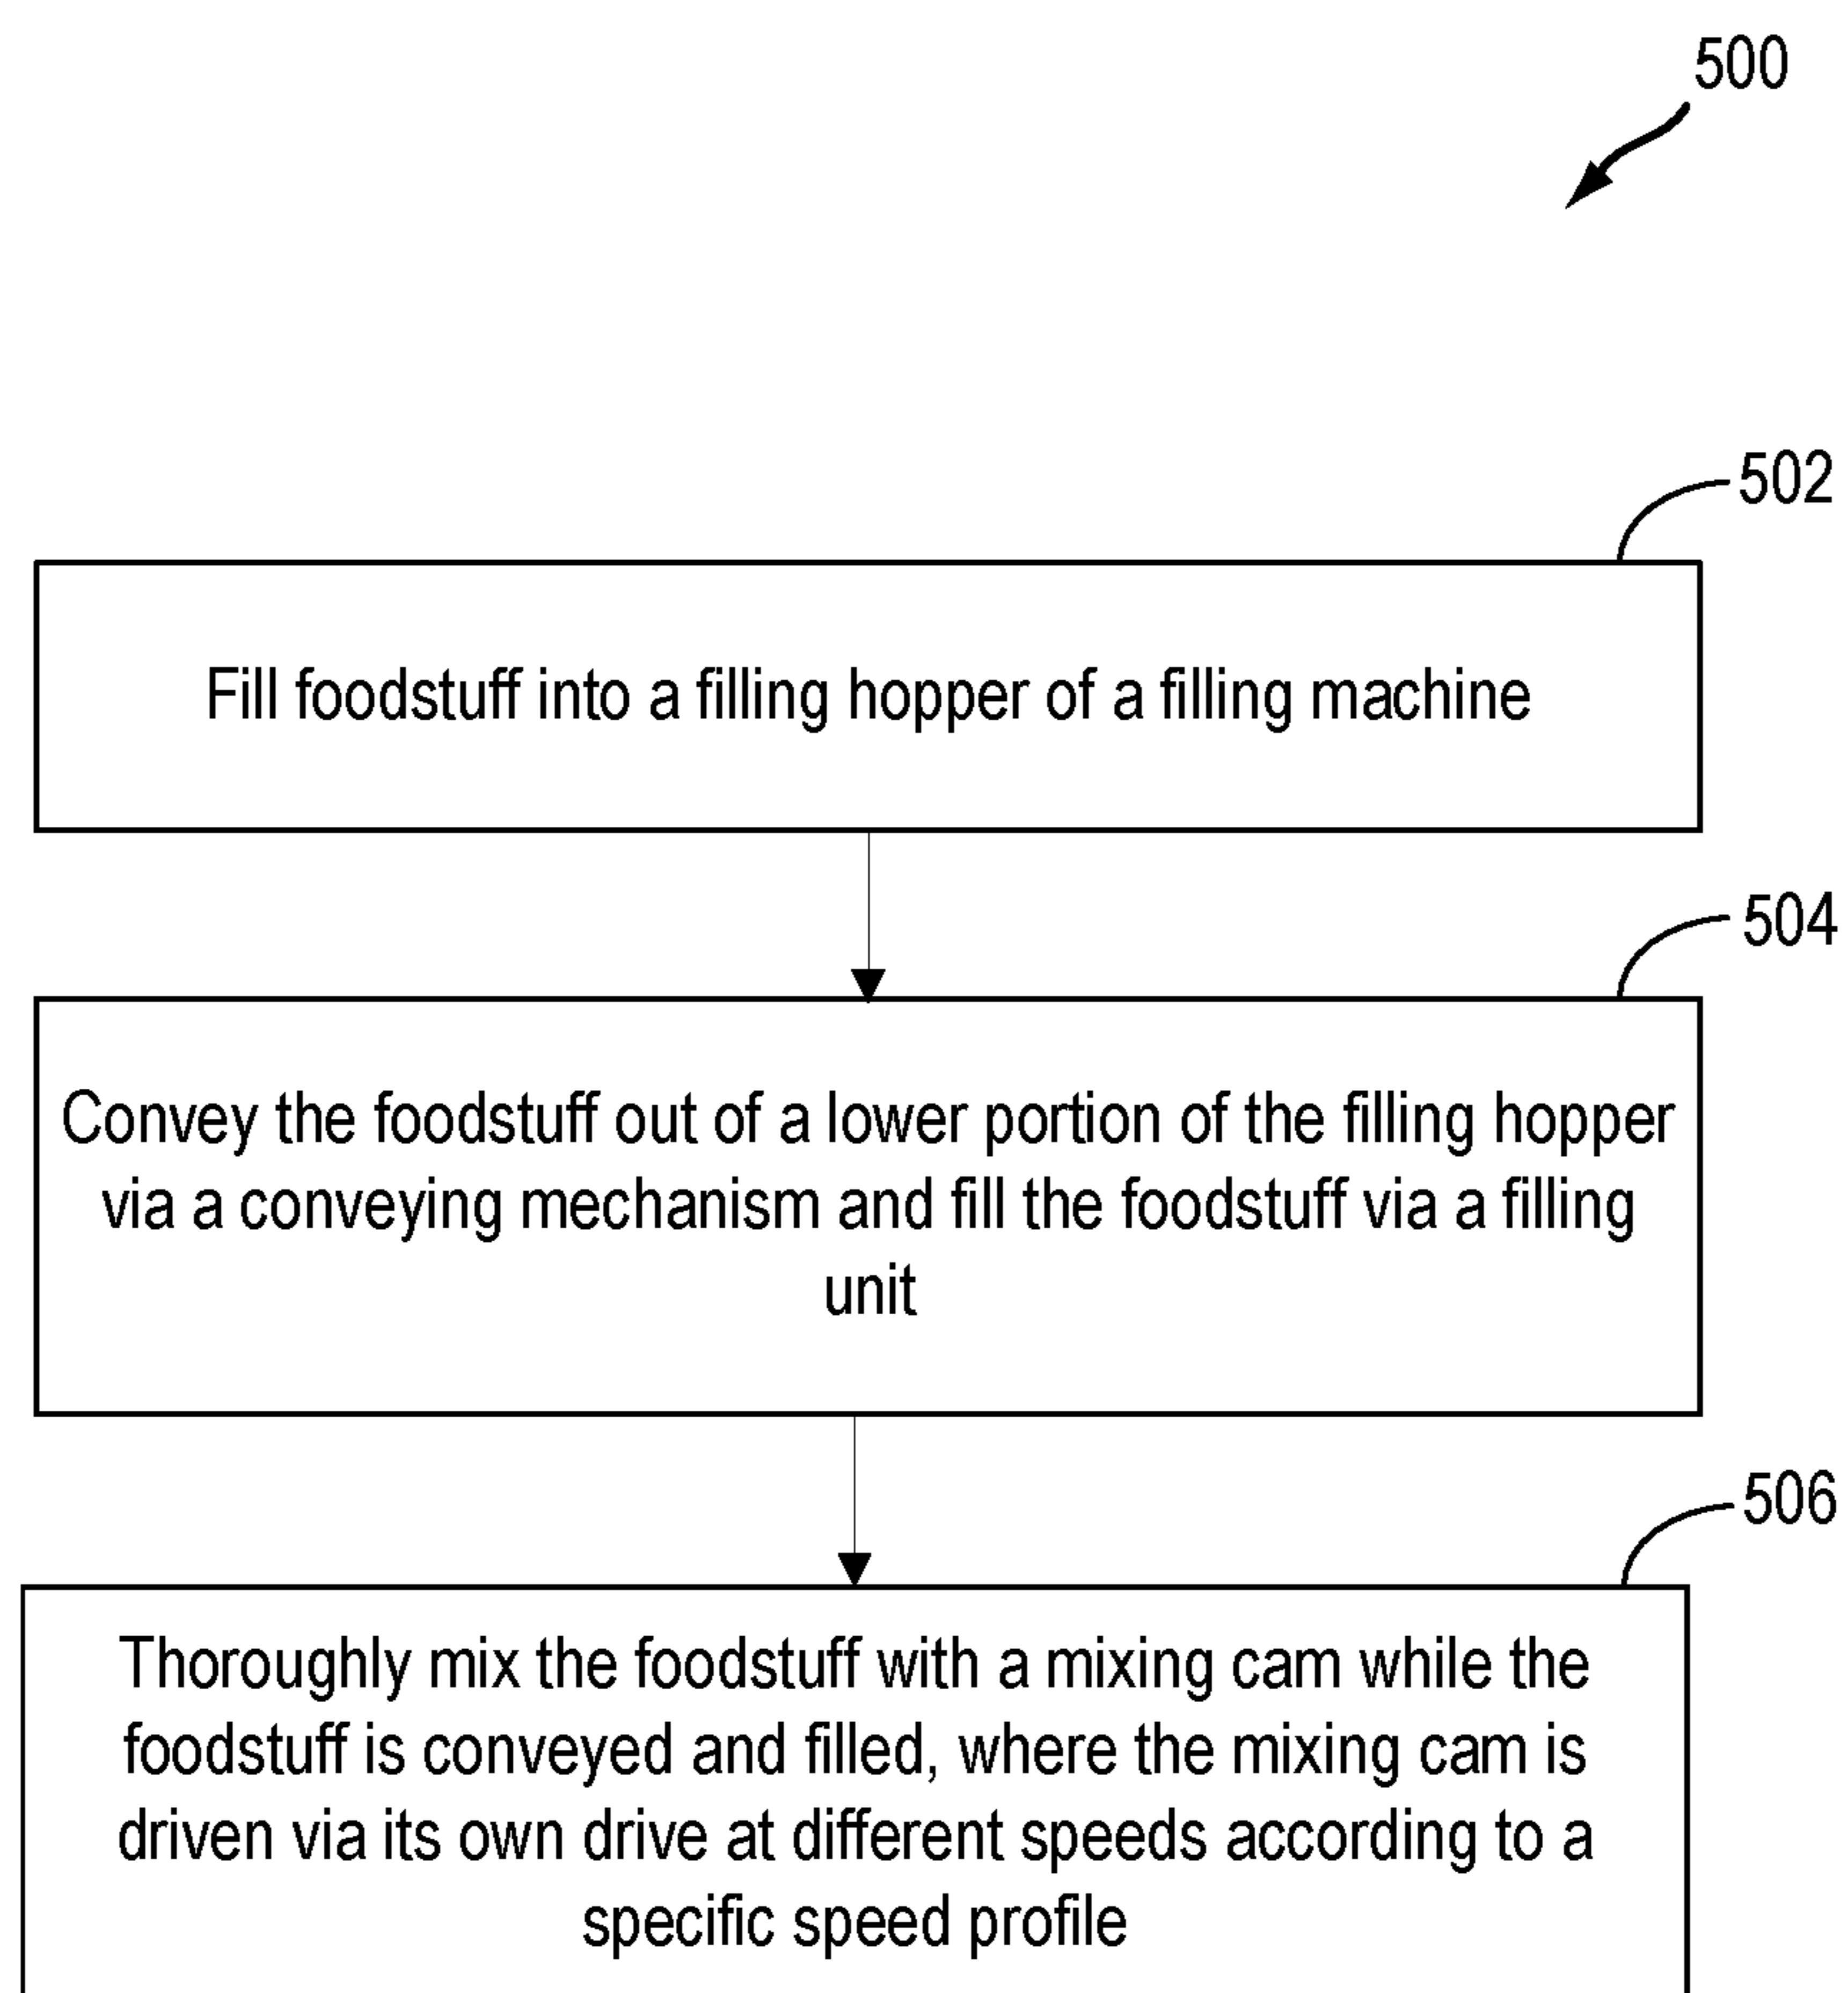 500
502
Fill foodstuff into a filling hopper of a filling machine
504
Convey the foodstuff out of a lower portion of the filling hopper
via a conveying mechanism and fill the foodstuff via a filling
unit
506
Thoroughly mix the foodstuff with a mixing cam while the
foodstuff is conveyed and filled, where the mixing cam is
driven via its own drive at different speeds according to a
specific speed profile